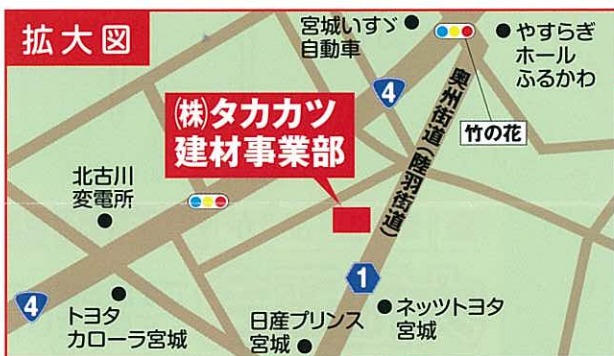 拡大図
宮城いすゞ
自動車
やすらぎ
ホール
ふるかわ
竹の花
4
奥州街道(陸羽街道)
(株)タカカツ
建材事業部
北古川
変電所
1
4
トヨタ
カローラ宮城
日産プリンス
宮城
ネッツトヨタ
宮城